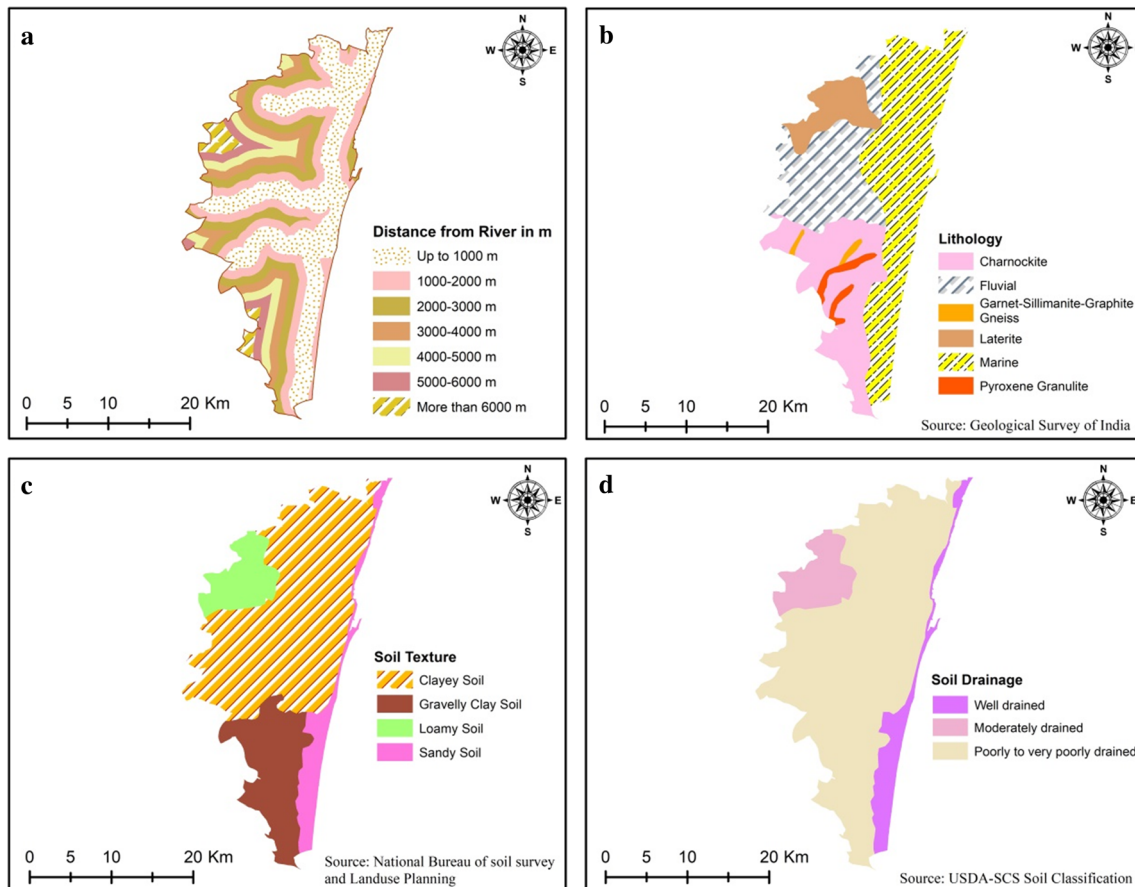 a
N
W E
S
Distance from River in m
Up to 1000 m
1000-2000 m
2000-3000 m
3000-4000 m
4000-5000 m
5000-6000 m
More than 6000 m
0 5 10 20 Km
b
N
W E
S
Lithology
Charnockite
Fluvial
Garnet-Sillimanite-Graphite
Gneiss
Laterite
Marine
Pyroxene Granulite
0 5 10 20 Km
Source: Geological Survey of India
c
N
W E
S
Soil Texture
Clayey Soil
Gravelly Clay Soil
Loamy Soil
Sandy Soil
0 5 10 20 Km
Source: National Bureau of soil survey
and Landuse Planning
d
N
W E
S
Soil Drainage
Well drained
Moderately drained
Poorly to very poorly drained
0 5 10 20 Km
Source: USDA-SCS Soil Classification